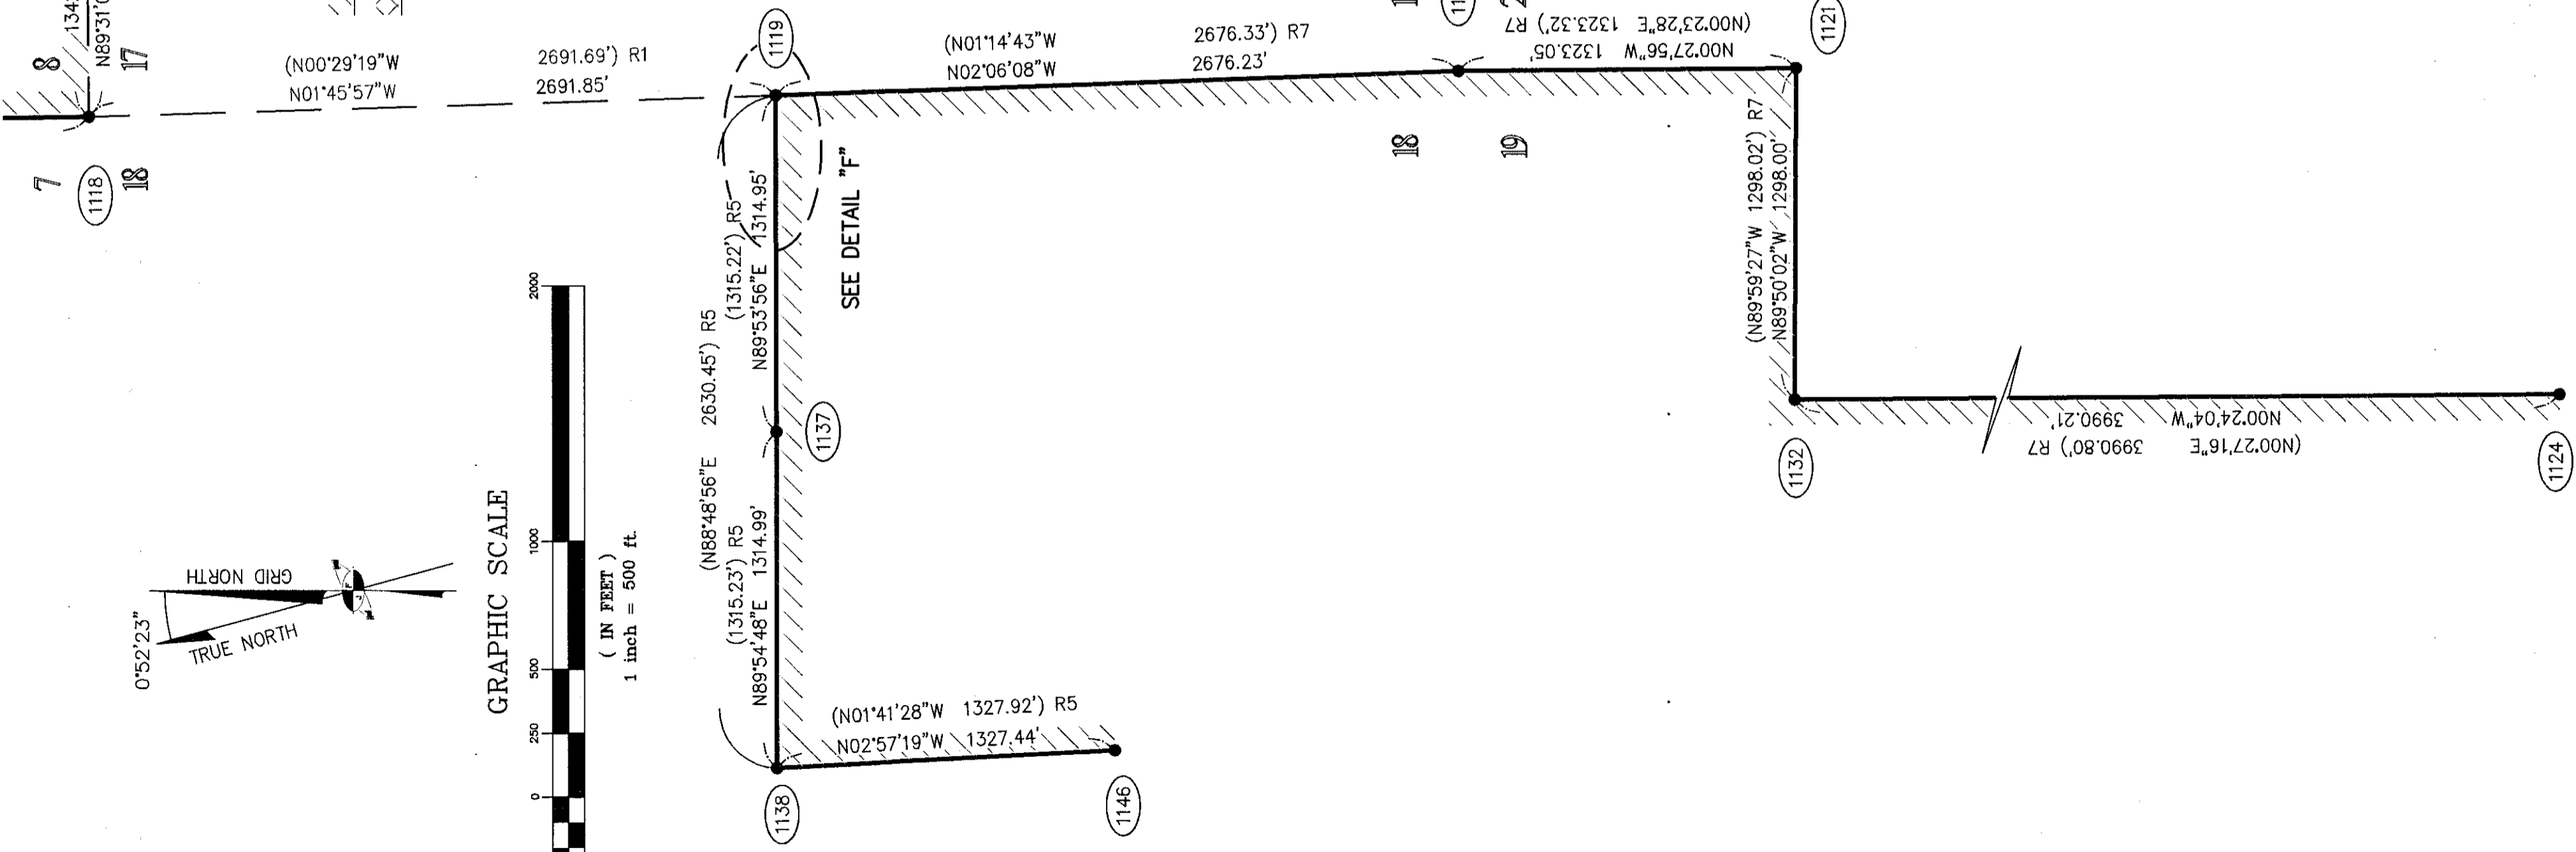 8
17
7
18
1118
N89°31'0
134
(N00°29'19"W 2691.69') R1
N01°45'57"W 2691.85'
1119
(N01°14'43"W 2676.33') R7
N02°06'08"W 2676.23'
(N00°23'28"E 1323.32') R7
N00°27'56"W 1323.05'
1121
18
19
SEE DETAIL "F"
(N88°48'56"E 2630.45') R5
(1315.22') R5
N89°53'56"E 1314.95'
1137
(1315.23') R5
N89°54'48"E 1314.99'
1138
(N01°41'28"W 1327.92') R5
N02°57'19"W 1327.44'
1146
(N89°59'27"W 1298.02') R7
N89°50'02"W 1298.00'
1132
N00°24'04"W 3990.21'
(N00°27'16"E 3990.80') R7
1124
0°52'23"
GRID NORTH
TRUE NORTH
GRAPHIC SCALE
0 250 500 1000 2000
( IN FEET )
1 inch = 500 ft.